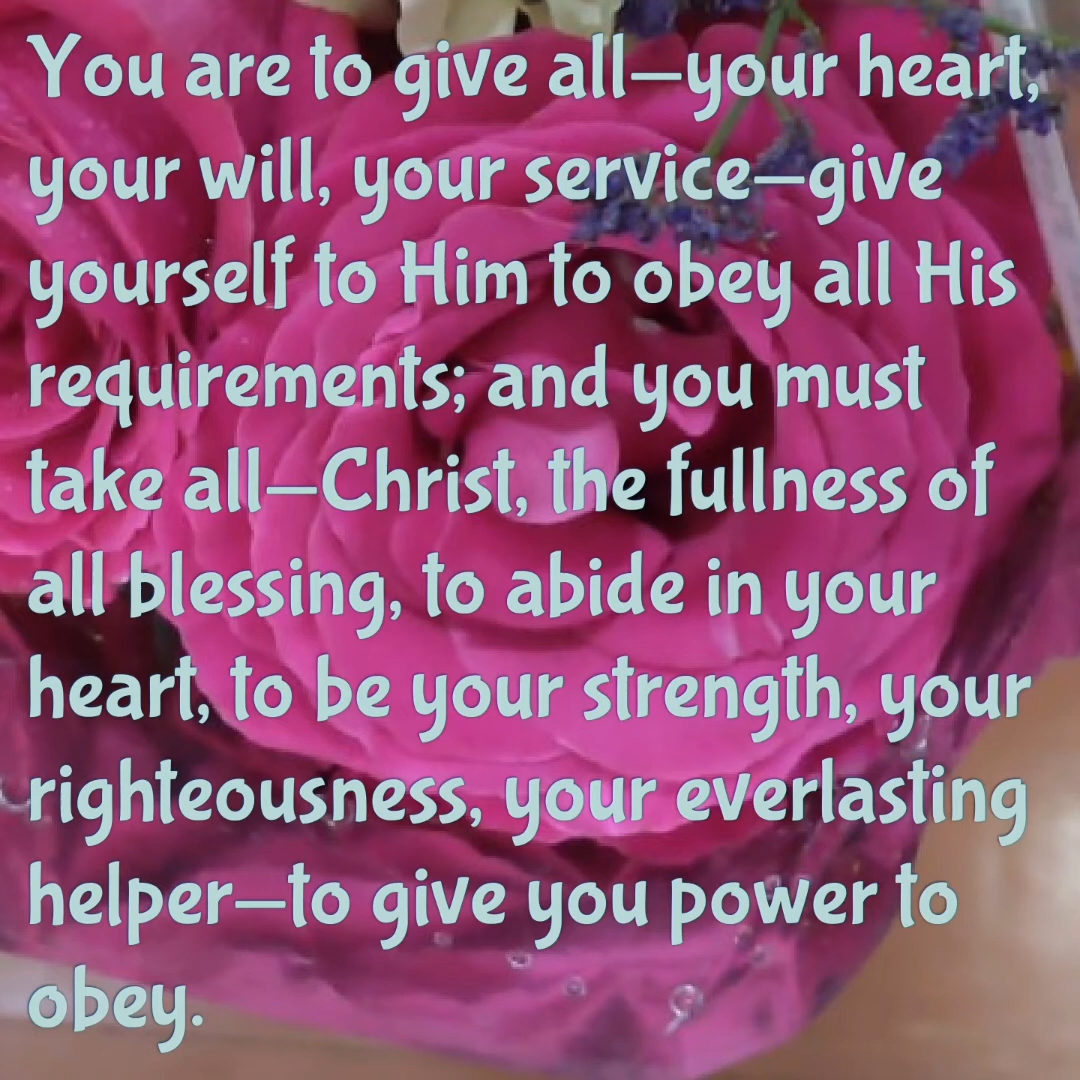 You are to give all—your heart,
your will, your service—give
yourself to Him to obey all His
requirements; and you must
take all—Christ, the fullness of
all blessing, to abide in your
heart, to be your strength, your
righteousness, your everlasting
helper—to give you power to
obey.